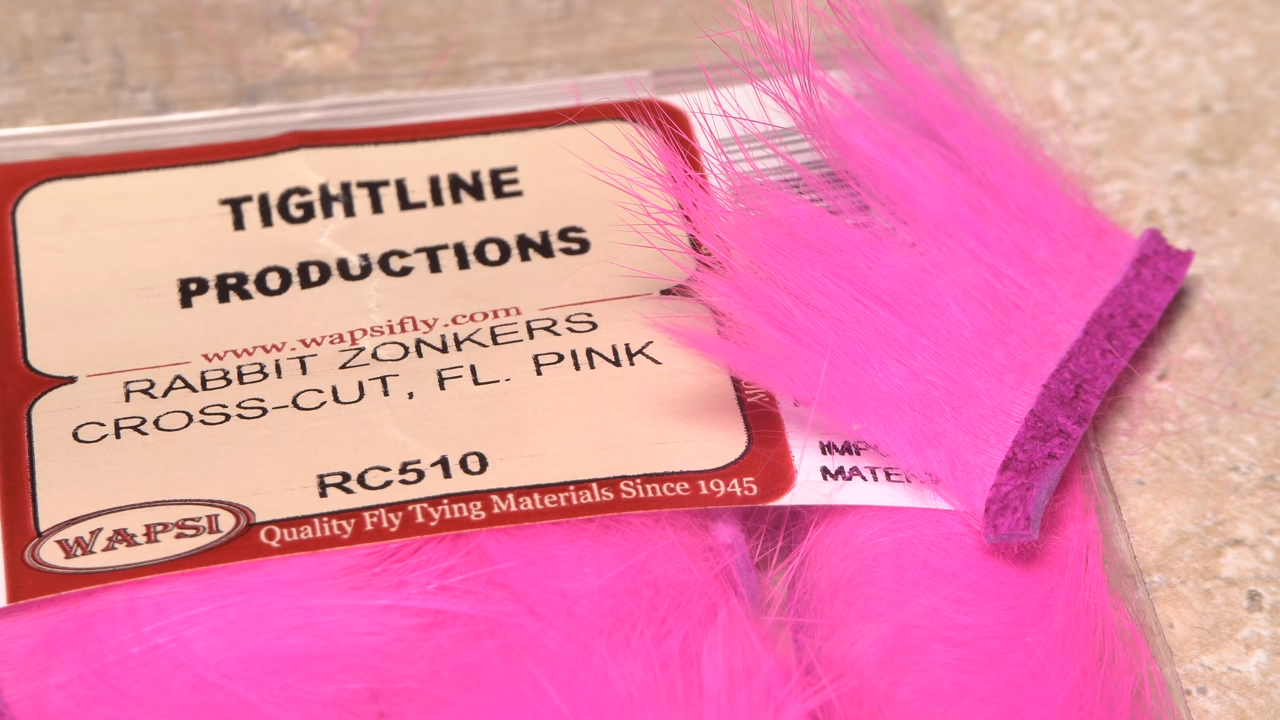 TIGHTLINE
PRODUCTIONS
www.wapsifly.com
RABBIT ZONKERS
CROSS-CUT, FL. PINK
RC510
WAPSI
Quality Fly Tying Materials Since 1945